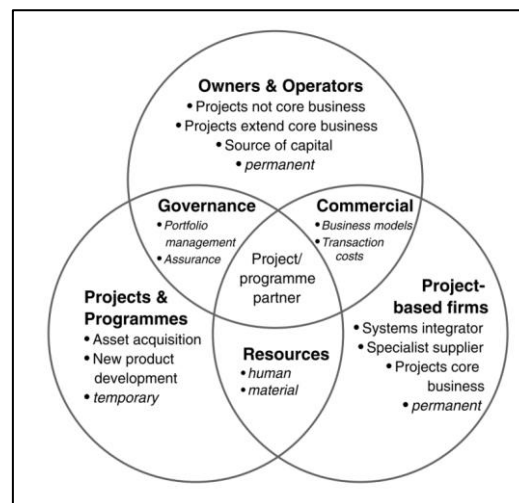 Owners & Operators
• Projects not core business
• Projects extend core business
• Source of capital
• permanent
Governance
• Portfolio
management
• Assurance
Commercial
• Business models
• Transaction
costs
Project/
programme
partner
Projects &
Programmes
• Asset acquisition
• New product
development
• temporary
Resources
• human
• material
Project-
based firms
• Systems integrator
• Specialist supplier
• Projects core
business
• permanent